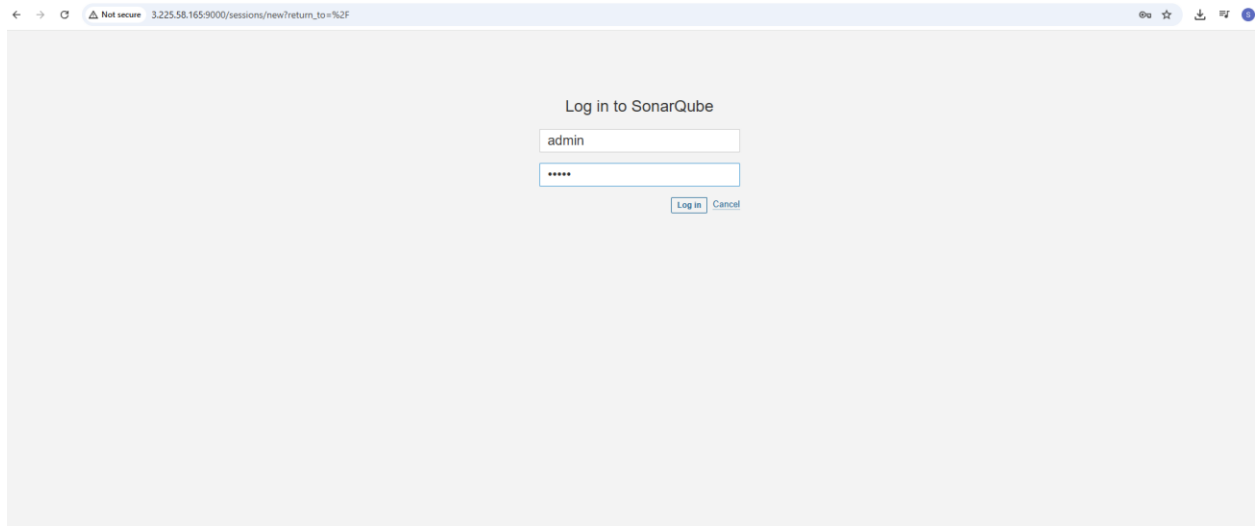 Not secure 3.225.58.165:9000/sessions/new?return_to=%2F
S
Log in to SonarQube
admin
•••••
Log in Cancel